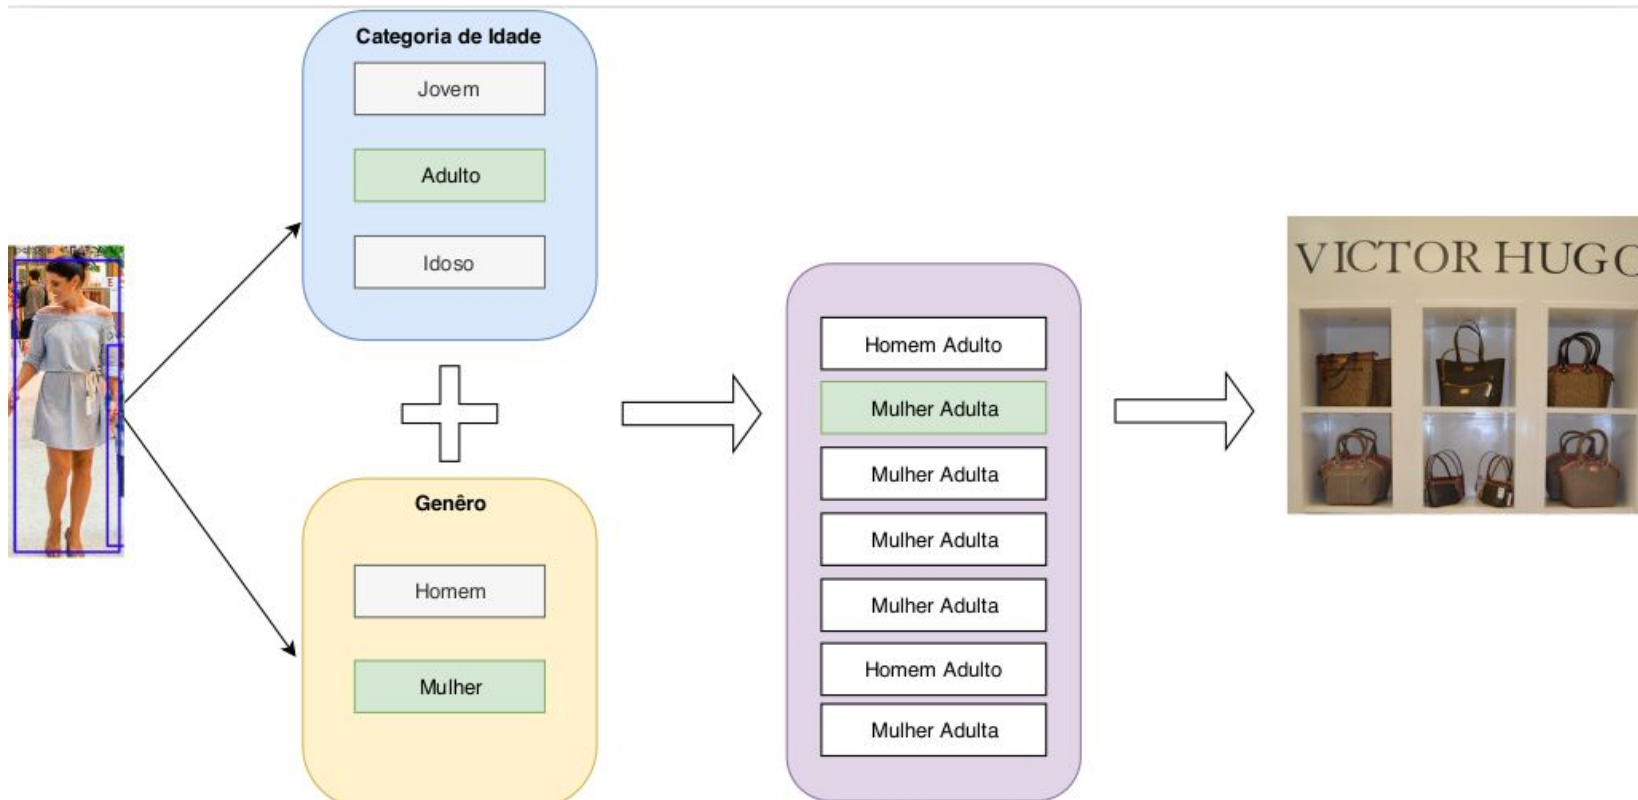 Categoria de Idade
Jovem
Adulto
Idoso
Genêro
Homem
Mulher
Homem Adulto
Mulher Adulta
Mulher Adulta
Mulher Adulta
Mulher Adulta
Homem Adulto
Mulher Adulta
VICTOR HUGO